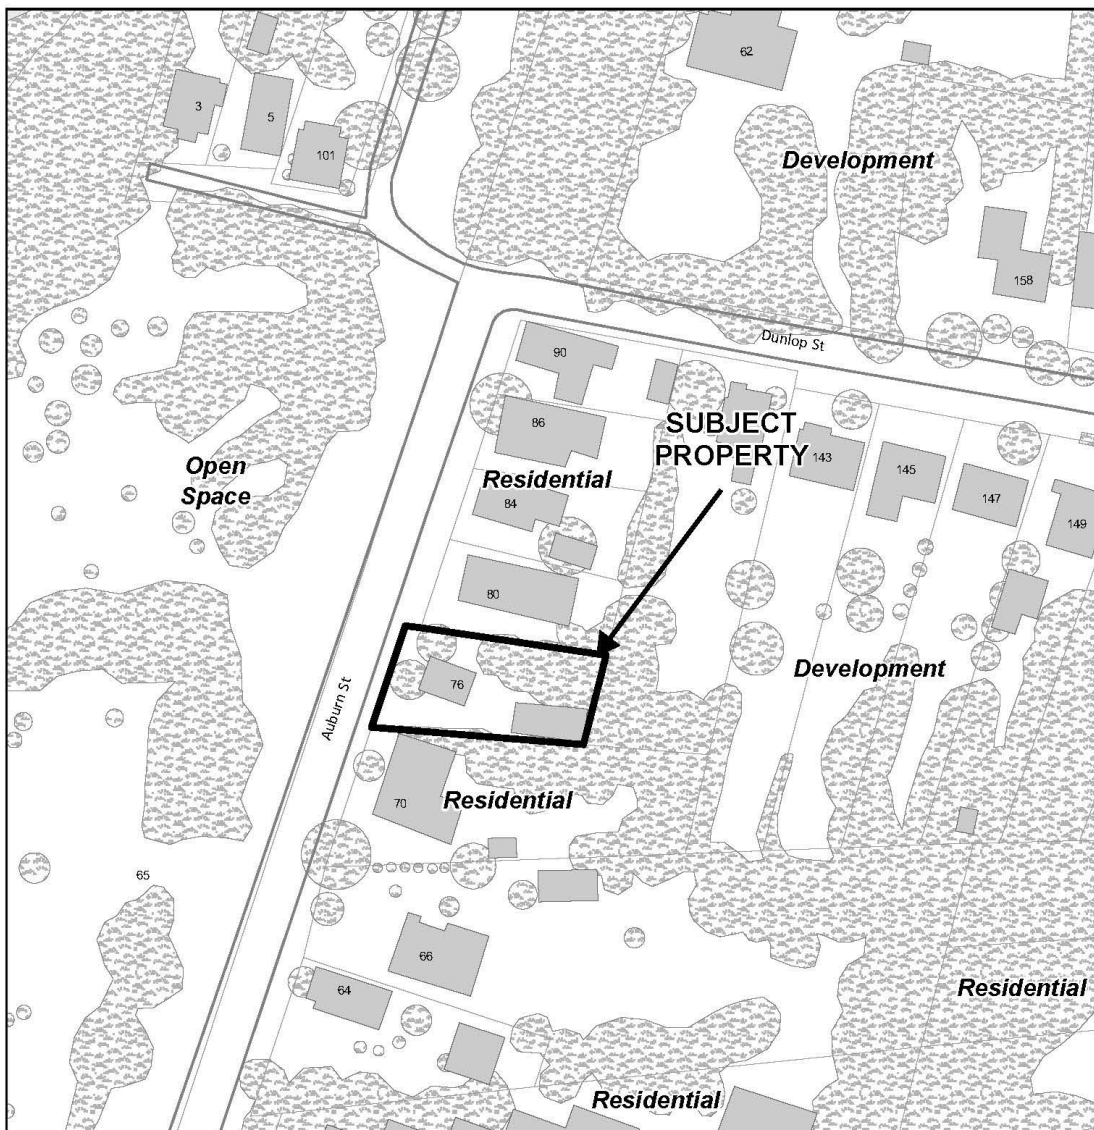 62
3
5
101
Development
158
Dunlop St
90
86
SUBJECT
PROPERTY
143
145
147
149
Open
Space
Residential
84
80
76
Auburn St
Development
70
Residential
65
66
64
Residential
Residential